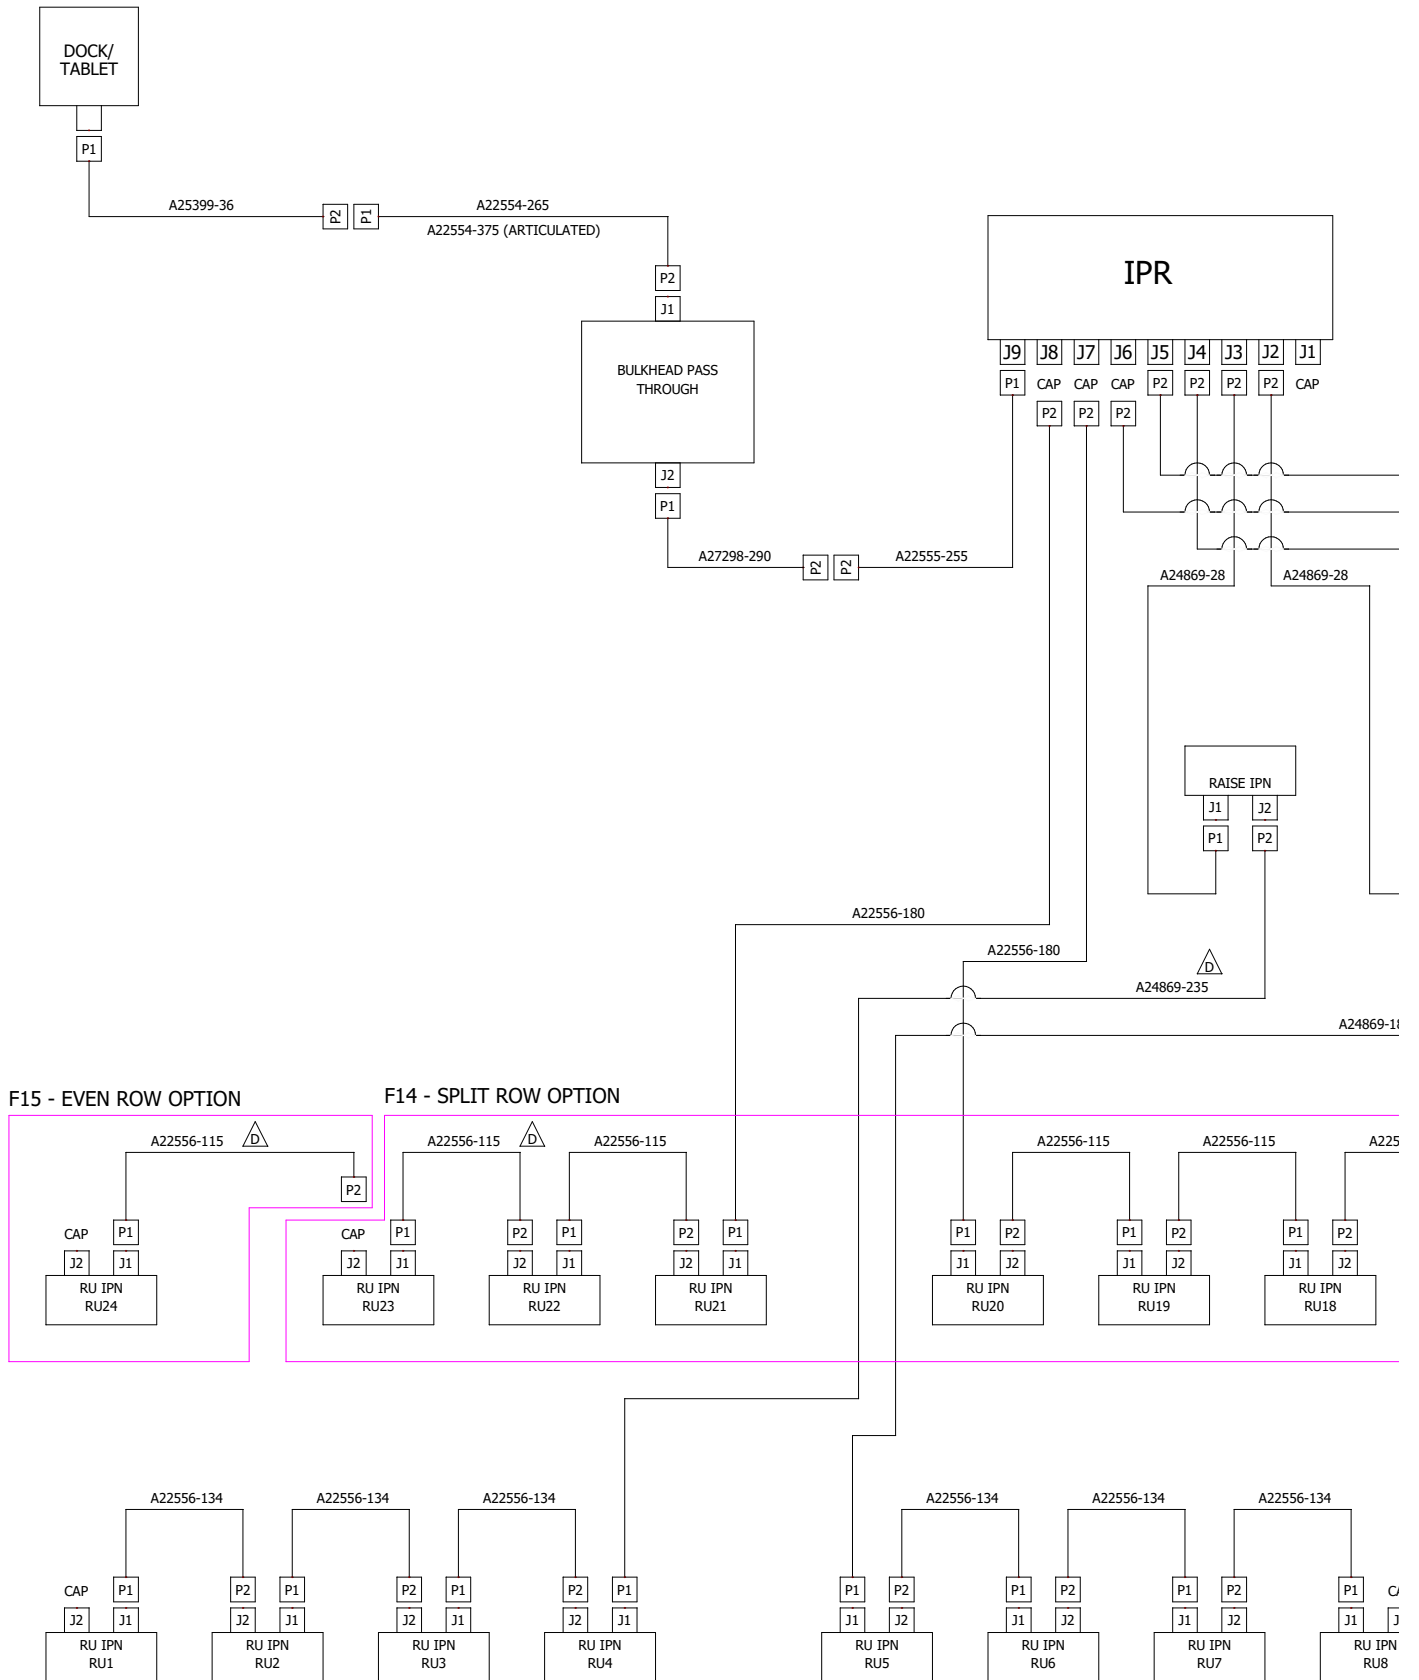 DOCK/
TABLET
P1
A25399-36
P2
P1
A22554-265
A22554-375 (ARTICULATED)
P2
J1
BULKHEAD PASS
THROUGH
J2
P1
A27298-290
P2
P2
A22555-255
IPR
J9 J8 J7 J6 J5 J4 J3 J2 J1
P1 CAP CAP CAP P2 P2 P2 P2 CAP
P2 P2 P2
A24869-28 A24869-28
RAISE IPN
J1 J2
P1 P2
A22556-180
A22556-180
D
A24869-235
A24869-18
F15 - EVEN ROW OPTION
F14 - SPLIT ROW OPTION
A22556-115 D A22556-115 D A22556-115 A22556-115 A22556-115 A225
P2
CAP P1 CAP P1 P2 P1 P2 P1 P1 P2 P1 P2 P1 P2
J2 J1 J2 J1 J2 J1 J2 J1 J1 J2 J1 J2 J1 J2
RU IPN RU IPN RU IPN RU IPN RU IPN RU IPN RU IPN
RU24 RU23 RU22 RU21 RU20 RU19 RU18
A22556-134 A22556-134 A22556-134 A22556-134 A22556-134 A22556-134
CAP P1 P2 P1 P2 P1 P2 P1 P1 P2 P1 P2 P1 P2 P1
J2 J1 J2 J1 J2 J1 J2 J1 J1 J2 J1 J2 J1 J2 J1
RU IPN RU IPN RU IPN RU IPN RU IPN RU IPN RU IPN RU IPN
RU1 RU2 RU3 RU4 RU5 RU6 RU7 RU8